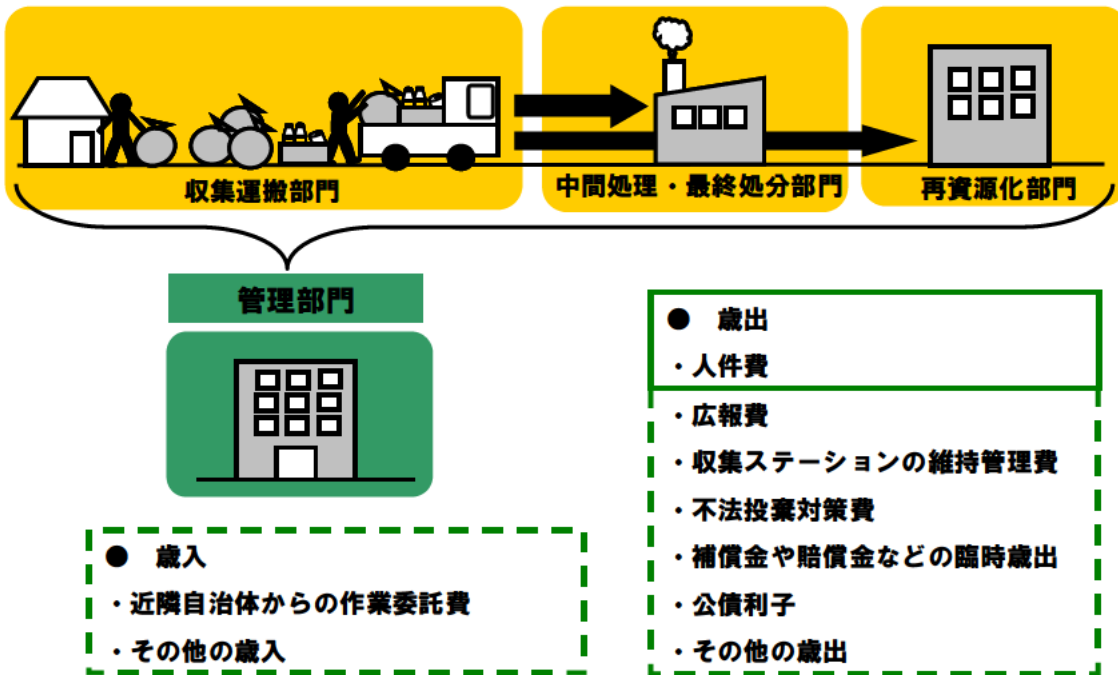 収集運搬部門
中間処理・最終処分部門
再資源化部門
管理部門
● 歳出
・人件費
・広報費
・収集ステーションの維持管理費
・不法投棄対策費
・補償金や賠償金などの臨時歳出
・公債利子
・その他の歳出
● 歳入
・近隣自治体からの作業委託費
・その他の歳入